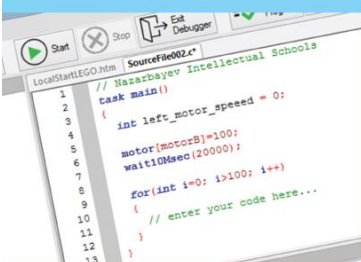 Start
Stop
Exit
Debugger
LocalStartLEGO.htm
SourceFile002.c*
1 // Nazarbayev Intellectual Schools
2 task main()
3 {
4 int left_motor_speeed = 0;
5
6 motor[motorB]=100;
7 wait10Msec(20000);
8
9 for(int i=0; i>100; i++)
10 {
11 // enter your code here...
12 }
13 }